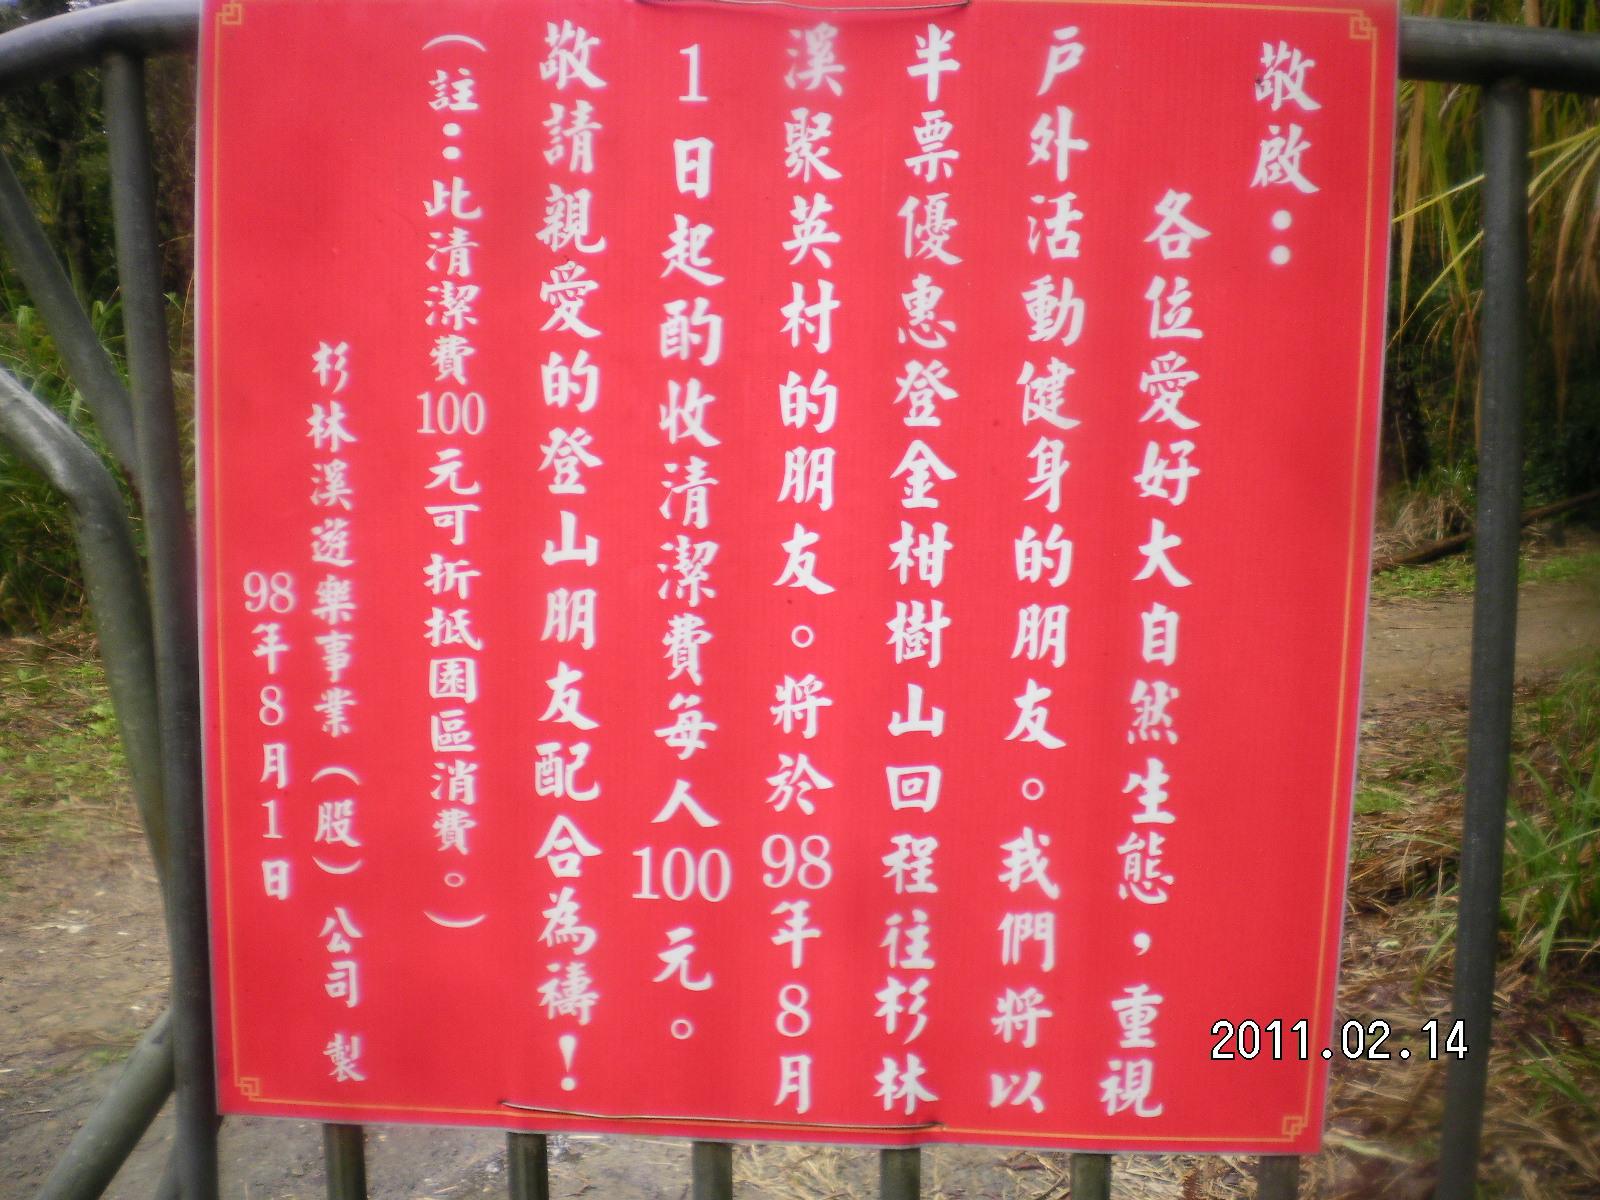 敬啟：
各位愛好大自然生態，重視
戶外活動健身的朋友。我們將以
半票優惠登金柑樹山回程往杉林
溪聚英村的朋友。將於98年8月
1日起酌收清潔費每人100元。
敬請親愛的登山朋友配合為禱！
（註：此清潔費100元可折抵園區消費。）
杉林溪遊樂事業（股）公司 製
98年8月1日
2011.02.14